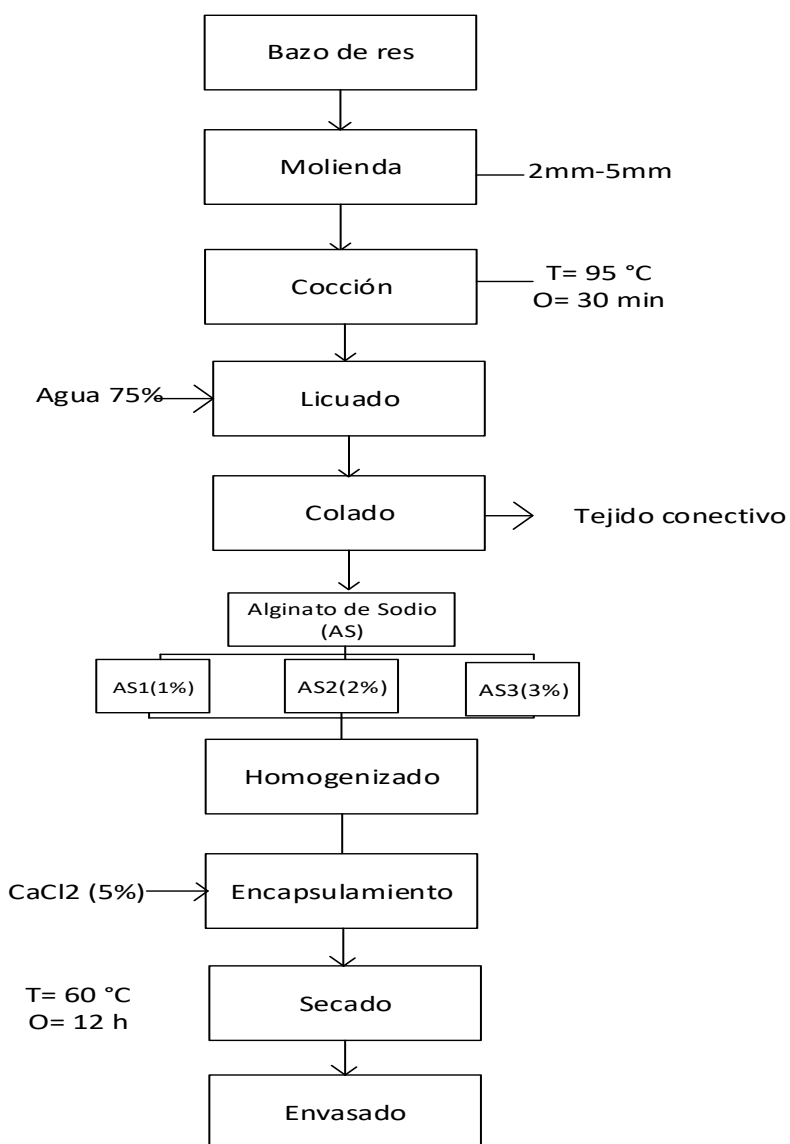 Bazo de res
Molienda
2mm-5mm
Cocción
T= 95 °C
O= 30 min
Agua 75%
Licuado
Colado
Tejido conectivo
Alginato de Sodio
(AS)
AS1(1%)
AS2(2%)
AS3(3%)
Homogenizado
CaCl2 (5%)
Encapsulamiento
T= 60 °C
O= 12 h
Secado
Envasado